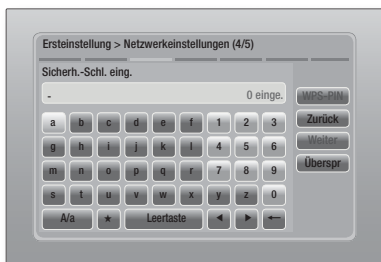 Ersteinstellung > Netzwerkeinstellungen (4/5)
Sicherh.-Schl. eing.
- 0 einge.
WPS-PIN
a b c d e f 1 2 3
Zurück
g h i j k l 4 5 6
Weiter
m n o p q r 7 8 9
Überspr
s t u v w x y z 0
A/a ★ Leertaste ◀ ▶ ←